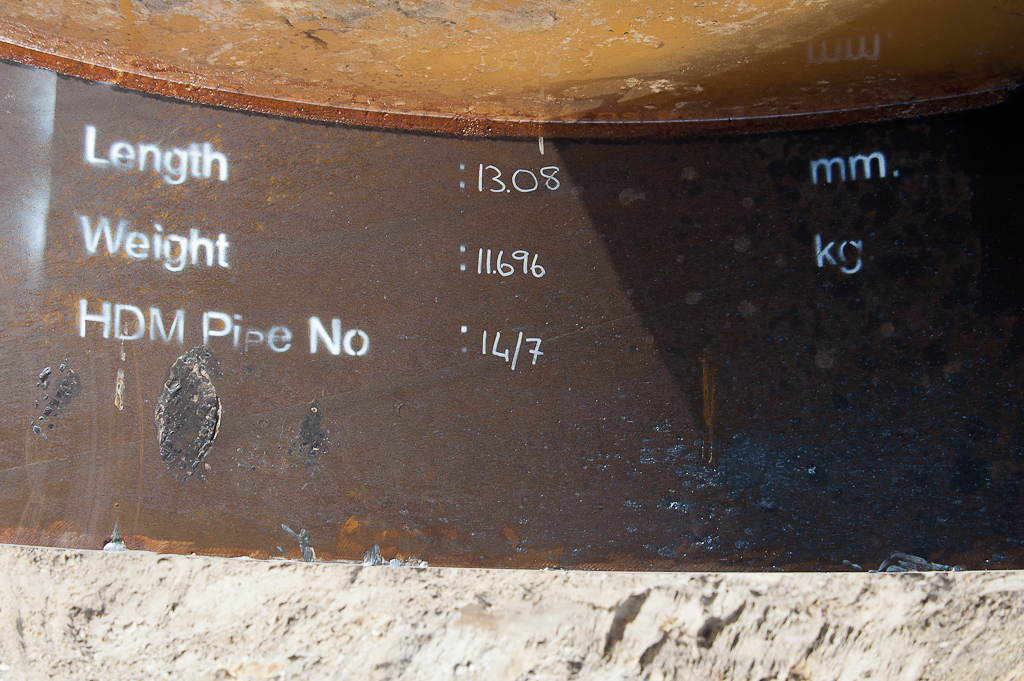 Length : 13.08 mm.
Weight : 11.696 kg
HDM Pipe No : 14/7